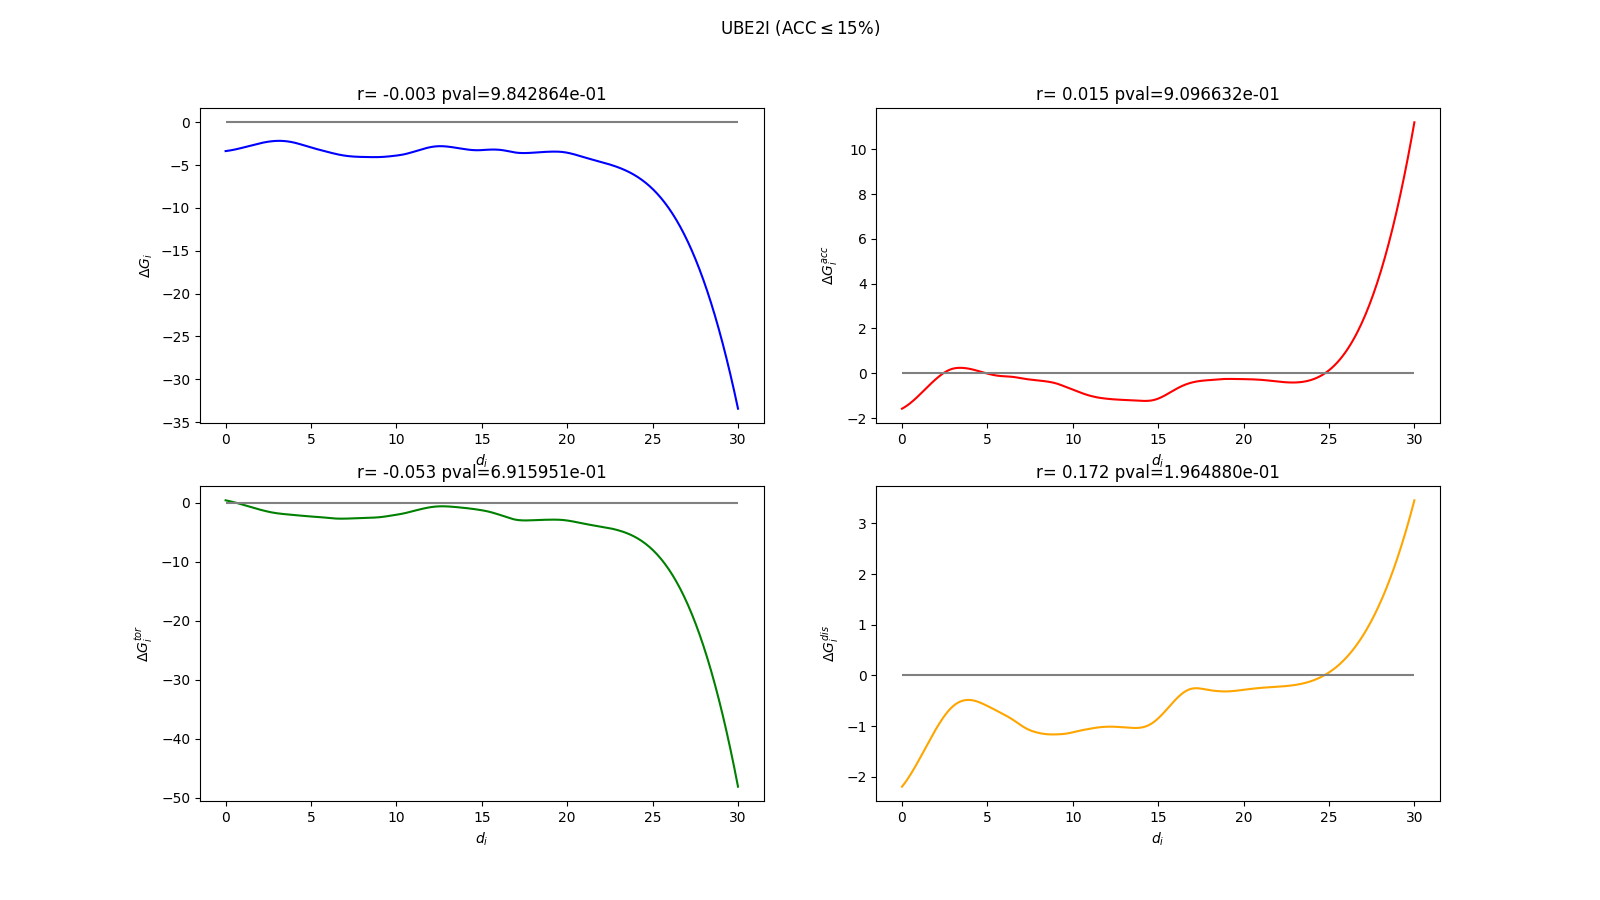 UBE2I (ACC ≤ 15%)
r= -0.003 pval=9.842864e-01
0
−5
−10
−15
−20
−25
−30
−35
ΔG_i
0 5 10 15 20 25 30
d_i
r= 0.015 pval=9.096632e-01
10
8
6
4
2
0
−2
ΔG_i^acc
0 5 10 15 20 25 30
d_i
r= -0.053 pval=6.915951e-01
0
−10
−20
−30
−40
−50
ΔG_i^tor
0 5 10 15 20 25 30
d_i
r= 0.172 pval=1.964880e-01
3
2
1
0
−1
−2
ΔG_i^dis
0 5 10 15 20 25 30
d_i